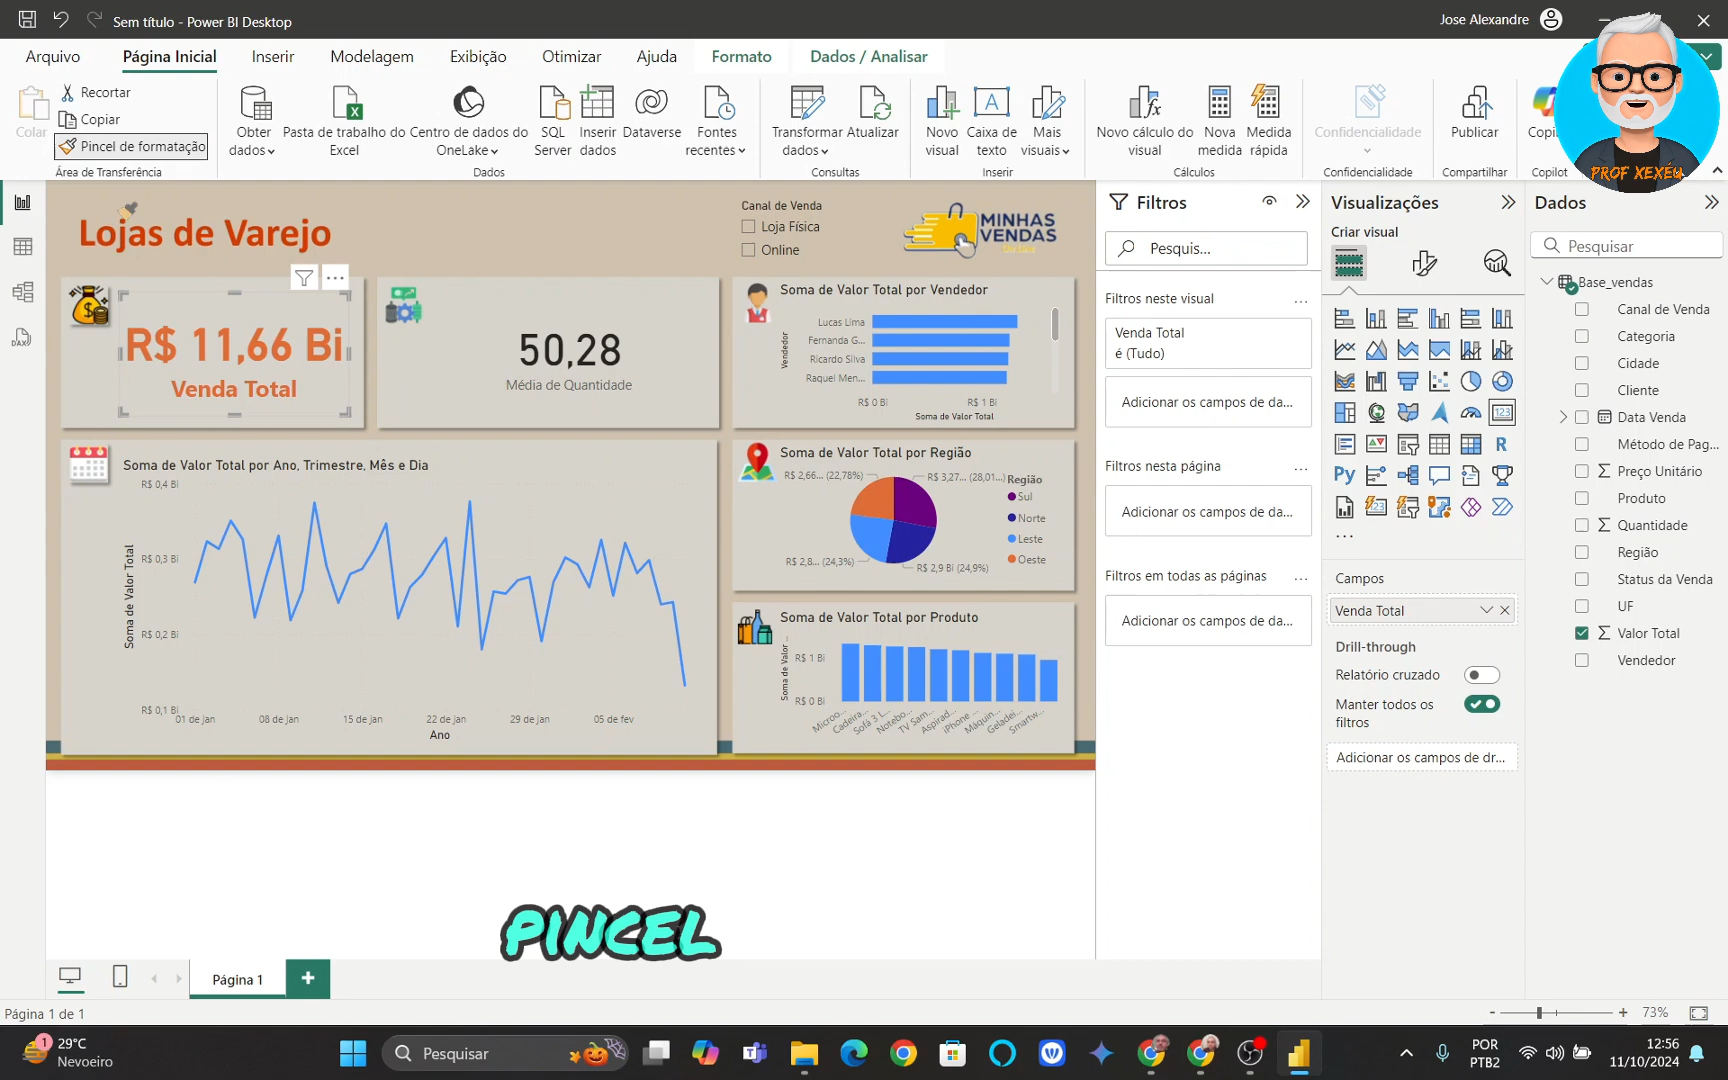 Sem título - Power BI Desktop
Jose Alexandre
Arquivo
Página Inicial
Inserir
Modelagem
Exibição
Otimizar
Ajuda
Formato
Dados / Analisar
Colar
Recortar
Copiar
Pincel de formatação
Área de Transferência
Obter
dados
Pasta de trabalho do
Excel
Centro de dados do
OneLake
SQL
Server
Inserir
dados
Dataverse
Fontes
recentes
Dados
Transformar
dados
Atualizar
Consultas
Novo
visual
Caixa de
texto
Mais
visuais
Inserir
Novo cálculo do
visual
Nova
medida
Medida
rápida
Cálculos
Confidencialidade
Confidencialidade
Publicar
Compartilhar
Copilot
PROF XEXÉU
Lojas de Varejo
Canal de Venda
Loja Física
Online
MINHAS
VENDAS
R$ 11,66 Bi
Venda Total
50,28
Média de Quantidade
Soma de Valor Total por Vendedor
Vendedor
Lucas Lima
Fernanda G...
Ricardo Silva
Raquel Men...
R$ 0 Bi
R$ 1 Bi
Soma de Valor Total
Soma de Valor Total por Ano, Trimestre, Mês e Dia
Soma de Valor Total
R$ 0,4 Bi
R$ 0,3 Bi
R$ 0,2 Bi
R$ 0,1 Bi
01 de jan
08 de jan
15 de jan
22 de jan
29 de jan
05 de fev
Ano
Soma de Valor Total por Região
R$ 2,66... (22,78%)
R$ 3,27... (28,01...)
R$ 2,8... (24,3%)
R$ 2,9 Bi (24,9%)
Região
Sul
Norte
Leste
Oeste
Soma de Valor Total por Produto
Soma de Valor ...
R$ 1 Bi
R$ 0 Bi
Microo...
Cadeira...
Sofá 3 L...
Notebo...
TV Sam...
Aspirad...
iPhone ...
Máquin...
Geladei...
Smartw...
PINCEL
Filtros
Pesquis...
Filtros neste visual
...
Venda Total
é (Tudo)
Adicionar os campos de da...
Filtros nesta página
...
Adicionar os campos de da...
Filtros em todas as páginas
...
Adicionar os campos de da...
Visualizações
Criar visual
123
R
Py
...
Campos
Venda Total
Drill-through
Relatório cruzado
Manter todos os
filtros
Adicionar os campos de dr...
Dados
Pesquisar
Base_vendas
Canal de Venda
Categoria
Cidade
Cliente
Data Venda
Método de Pag...
Preço Unitário
Produto
Quantidade
Região
Status da Venda
UF
Valor Total
Vendedor
Página 1
+
Página 1 de 1
- + 73%
1
29°C
Nevoeiro
Pesquisar
POR
PTB2
12:56
11/10/2024